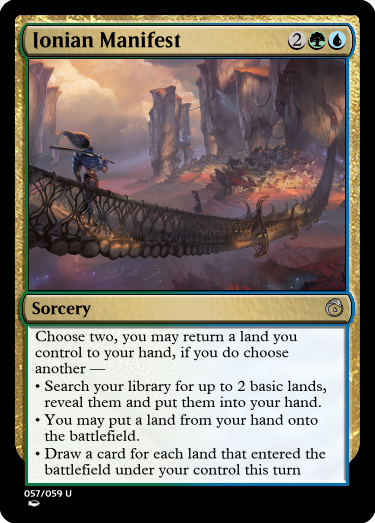 Ionian Manifest 2
Sorcery
Choose two, you may return a land you
control to your hand, if you do choose
another —
• Search your library for up to 2 basic lands,
reveal them and put them into your hand.
• You may put a land from your hand onto
the battlefield.
• Draw a card for each land that entered the
battlefield under your control this turn
057/059 U